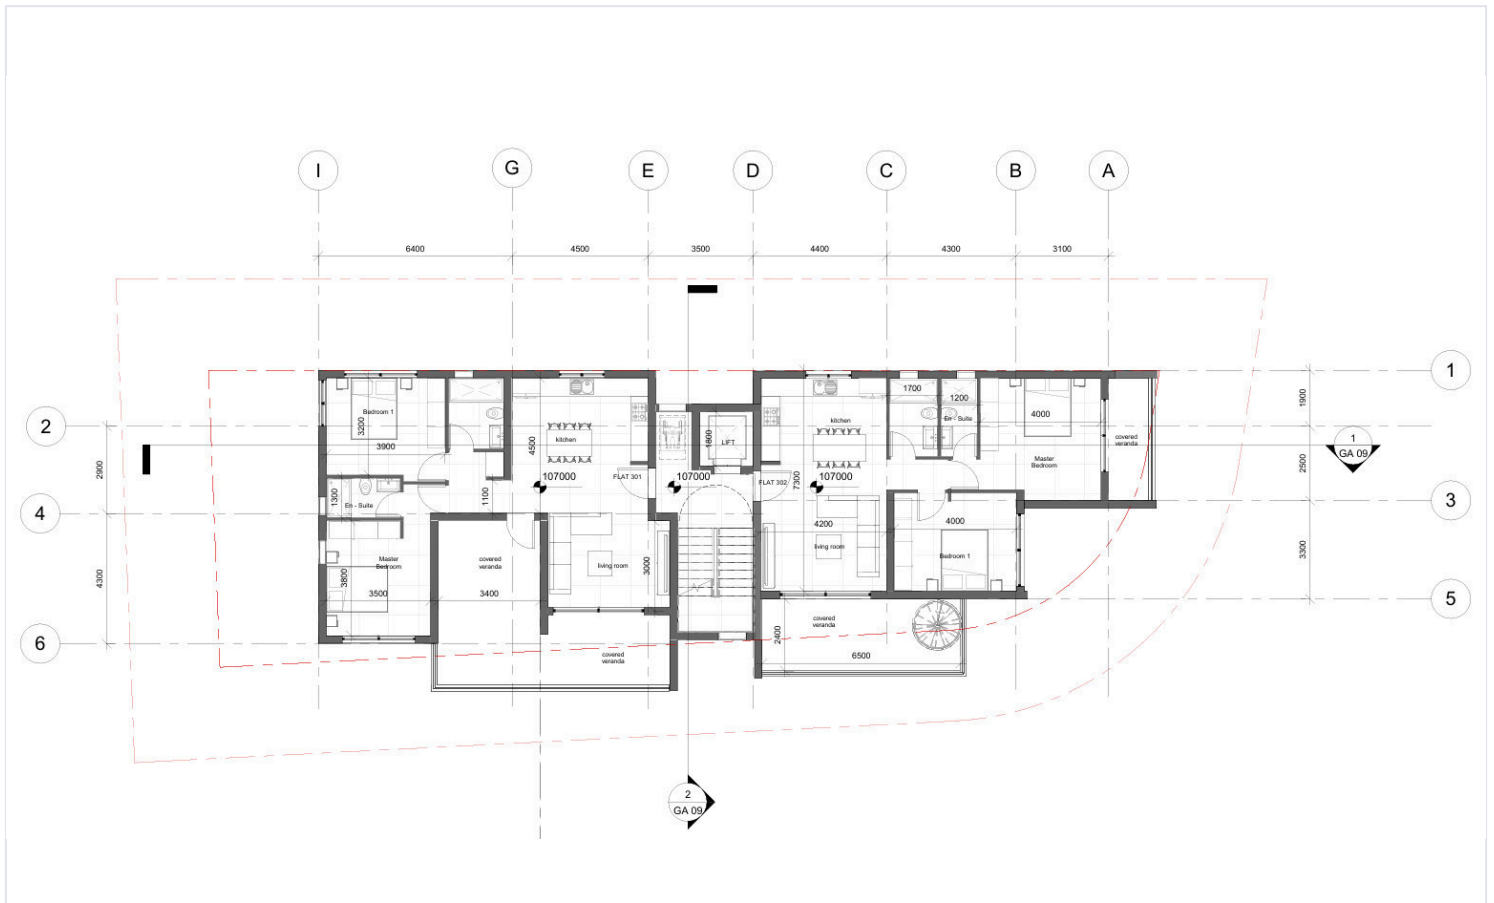 I
G
E
D
C
B
A
6400
4500
3500
4400
4300
3100
1
2
3
4
5
6
2900
4300
1900
2500
3300
1
GA 09
2
GA 09
Bedroom 1
3200
3900
1300
En - Suite
1100
Master
Bedroom
3800
3500
covered
veranda
3400
kitchen
4500
107000
FLAT 301
living room
3000
covered
veranda
107000
1800
LIFT
FLAT 302
kitchen
107000
7300
4200
living room
1700
1200
En - Suite
4000
Master
Bedroom
covered
veranda
4000
Bedroom 1
covered
veranda
2400
6500